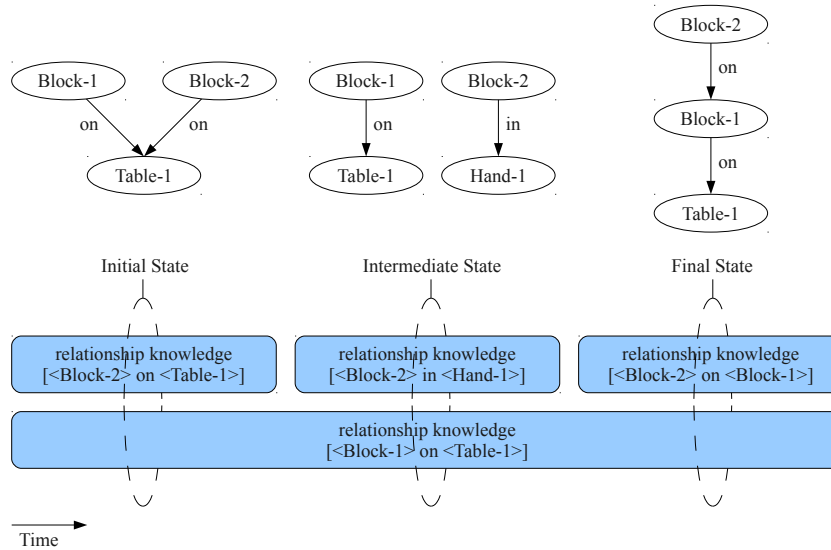 Block-2
on
Block-1
Block-2
Block-1
Block-2
on
on
on
in
Block-1
on
Table-1
Table-1
Hand-1
Table-1
Initial State
Intermediate State
Final State
relationship knowledge
[<Block-2> on <Table-1>]
relationship knowledge
[<Block-2> in <Hand-1>]
relationship knowledge
[<Block-2> on <Block-1>]
relationship knowledge
[<Block-1> on <Table-1>]
Time